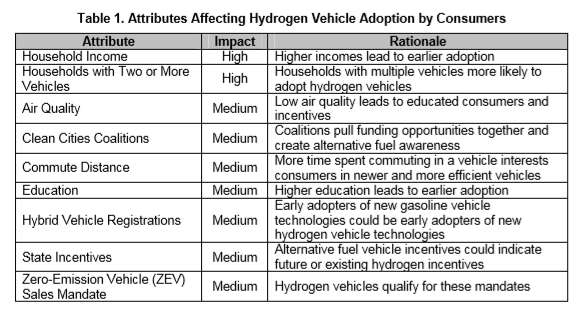 Table 1. Attributes Affecting Hydrogen Vehicle Adoption by Consumers
Attribute Impact Rationale
Household Income High Higher incomes lead to earlier adoption
Households with Two or More Vehicles High Households with multiple vehicles more likely to adopt hydrogen vehicles
Air Quality Medium Low air quality leads to educated consumers and incentives
Clean Cities Coalitions Medium Coalitions pull funding opportunities together and create alternative fuel awareness
Commute Distance Medium More time spent commuting in a vehicle interests consumers in newer and more efficient vehicles
Education Medium Higher education leads to earlier adoption
Hybrid Vehicle Registrations Medium Early adopters of new gasoline vehicle technologies could be early adopters of new hydrogen vehicle technologies
State Incentives Medium Alternative fuel vehicle incentives could indicate future or existing hydrogen incentives
Zero-Emission Vehicle (ZEV) Sales Mandate Medium Hydrogen vehicles qualify for these mandates